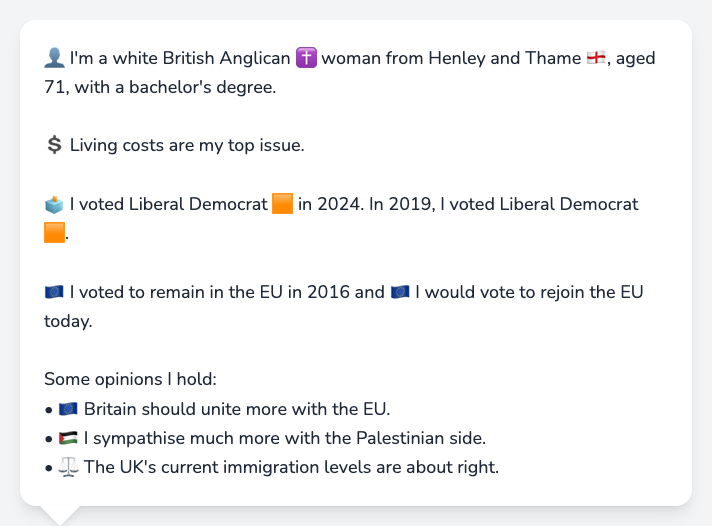 👤 I'm a white British Anglican ✝️ woman from Henley and Thame 🏴󠁧󠁢󠁥󠁮󠁧󠁿, aged
71, with a bachelor's degree.
💲 Living costs are my top issue.
🗳️ I voted Liberal Democrat 🟧 in 2024. In 2019, I voted Liberal Democrat
🟧.
🇪🇺 I voted to remain in the EU in 2016 and 🇪🇺 I would vote to rejoin the EU
today.
Some opinions I hold:
• 🇪🇺 Britain should unite more with the EU.
• 🇵🇸 I sympathise much more with the Palestinian side.
• ⚖️ The UK's current immigration levels are about right.